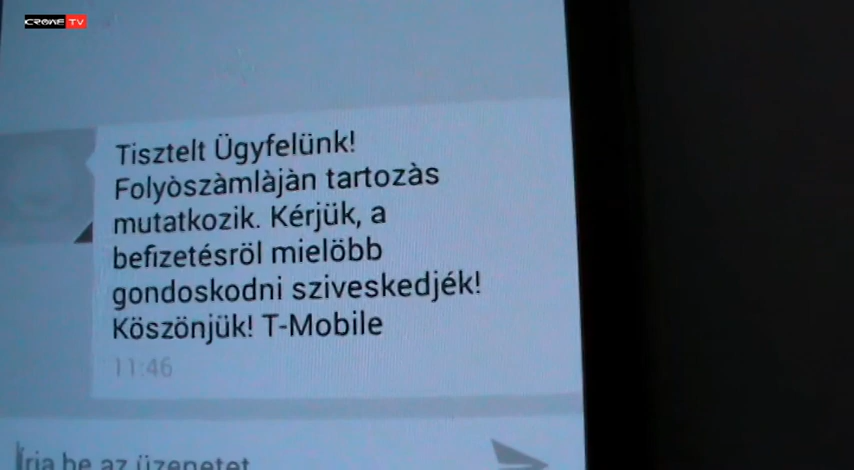 CROWE TV
Tisztelt Ügyfelünk!
Folyòszàmlàjàn tartozàs
mutatkozik. Kérjük, a
befizetésröl mielöbb
gondoskodni sziveskedjék!
Köszönjük! T-Mobile
11:46
Írja be az üzenetet